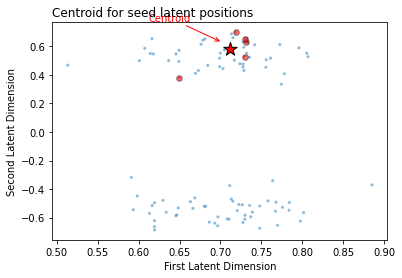 Centroid for seed latent positions
Centroid
0.6
0.4
0.2
0.0
−0.2
−0.4
−0.6
Second Latent Dimension
0.50 0.55 0.60 0.65 0.70 0.75 0.80 0.85 0.90
First Latent Dimension